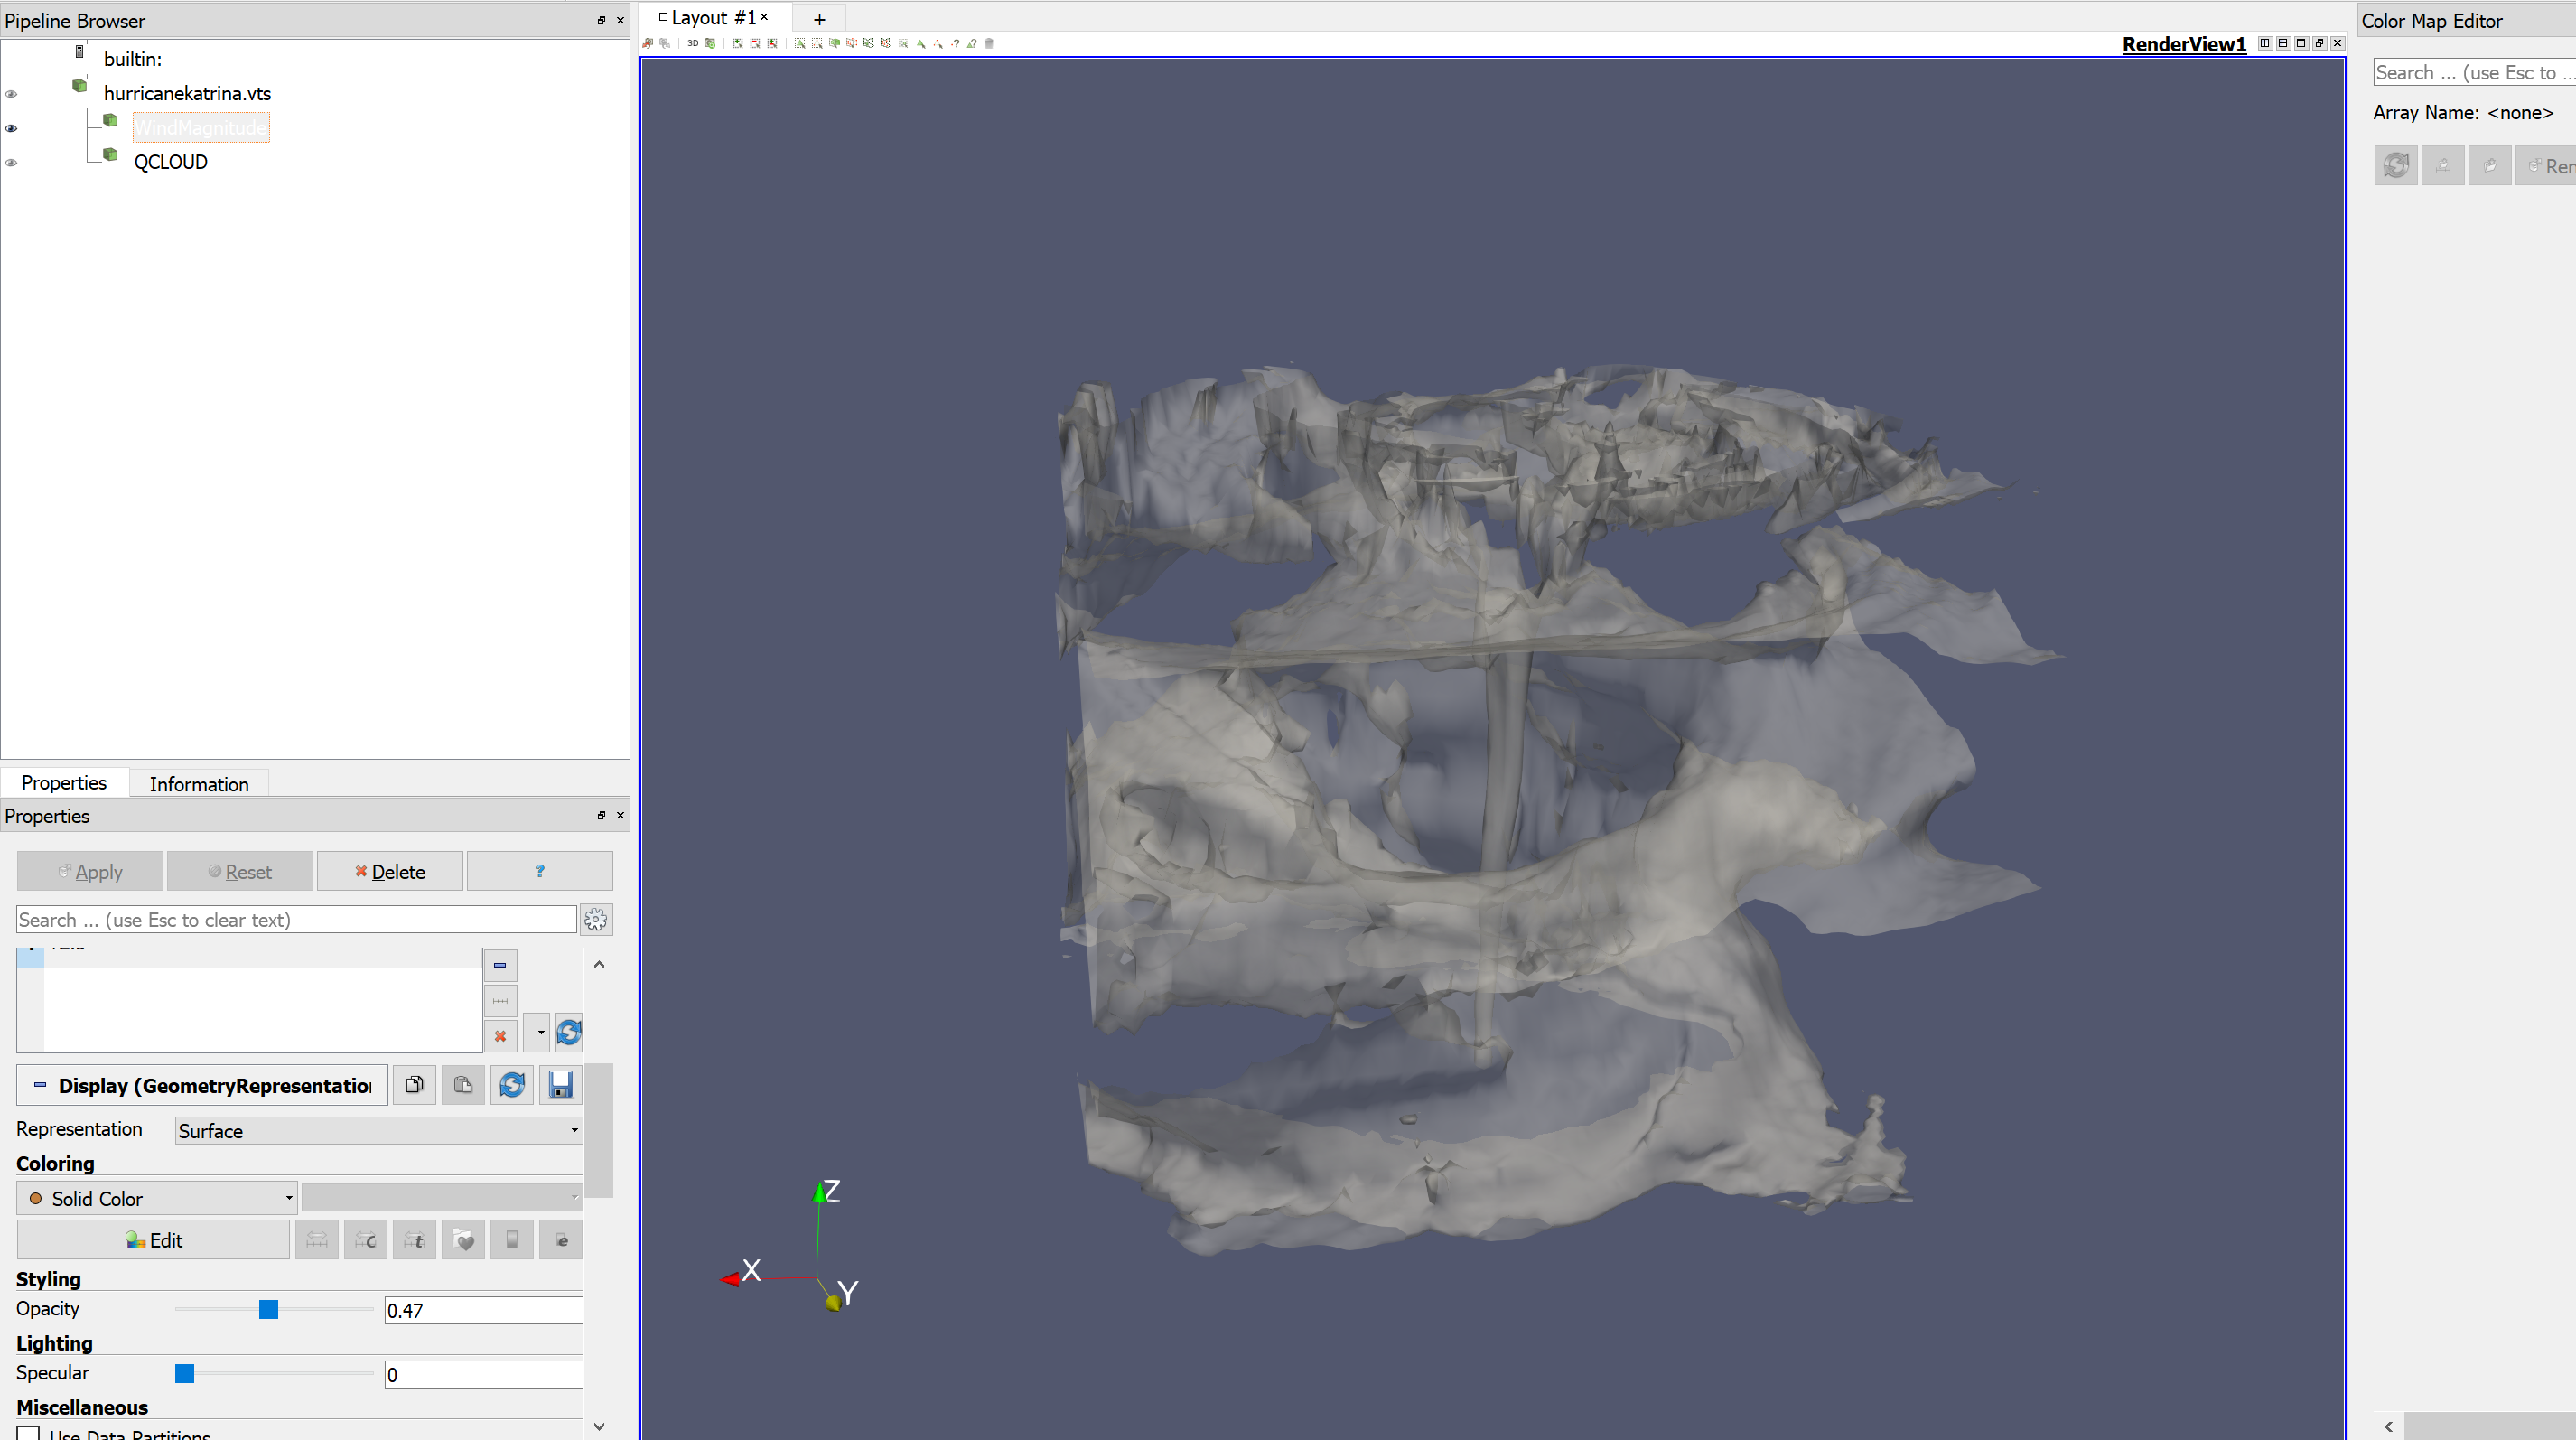 Pipeline Browser
builtin:
hurricanekatrina.vts
WindMagnitude
QCLOUD
Properties Information
Properties
Apply Reset Delete ?
Search ... (use Esc to clear text)
Display (GeometryRepresentatio
Representation Surface
Coloring
Solid Color
Edit
Styling
Opacity 0.47
Lighting
Specular 0
Miscellaneous
Use Data Partitions
Layout #1 +
3D
RenderView1
Z
X
Y
Color Map Editor
Search ... (use Esc to ...
Array Name: <none>
Ren